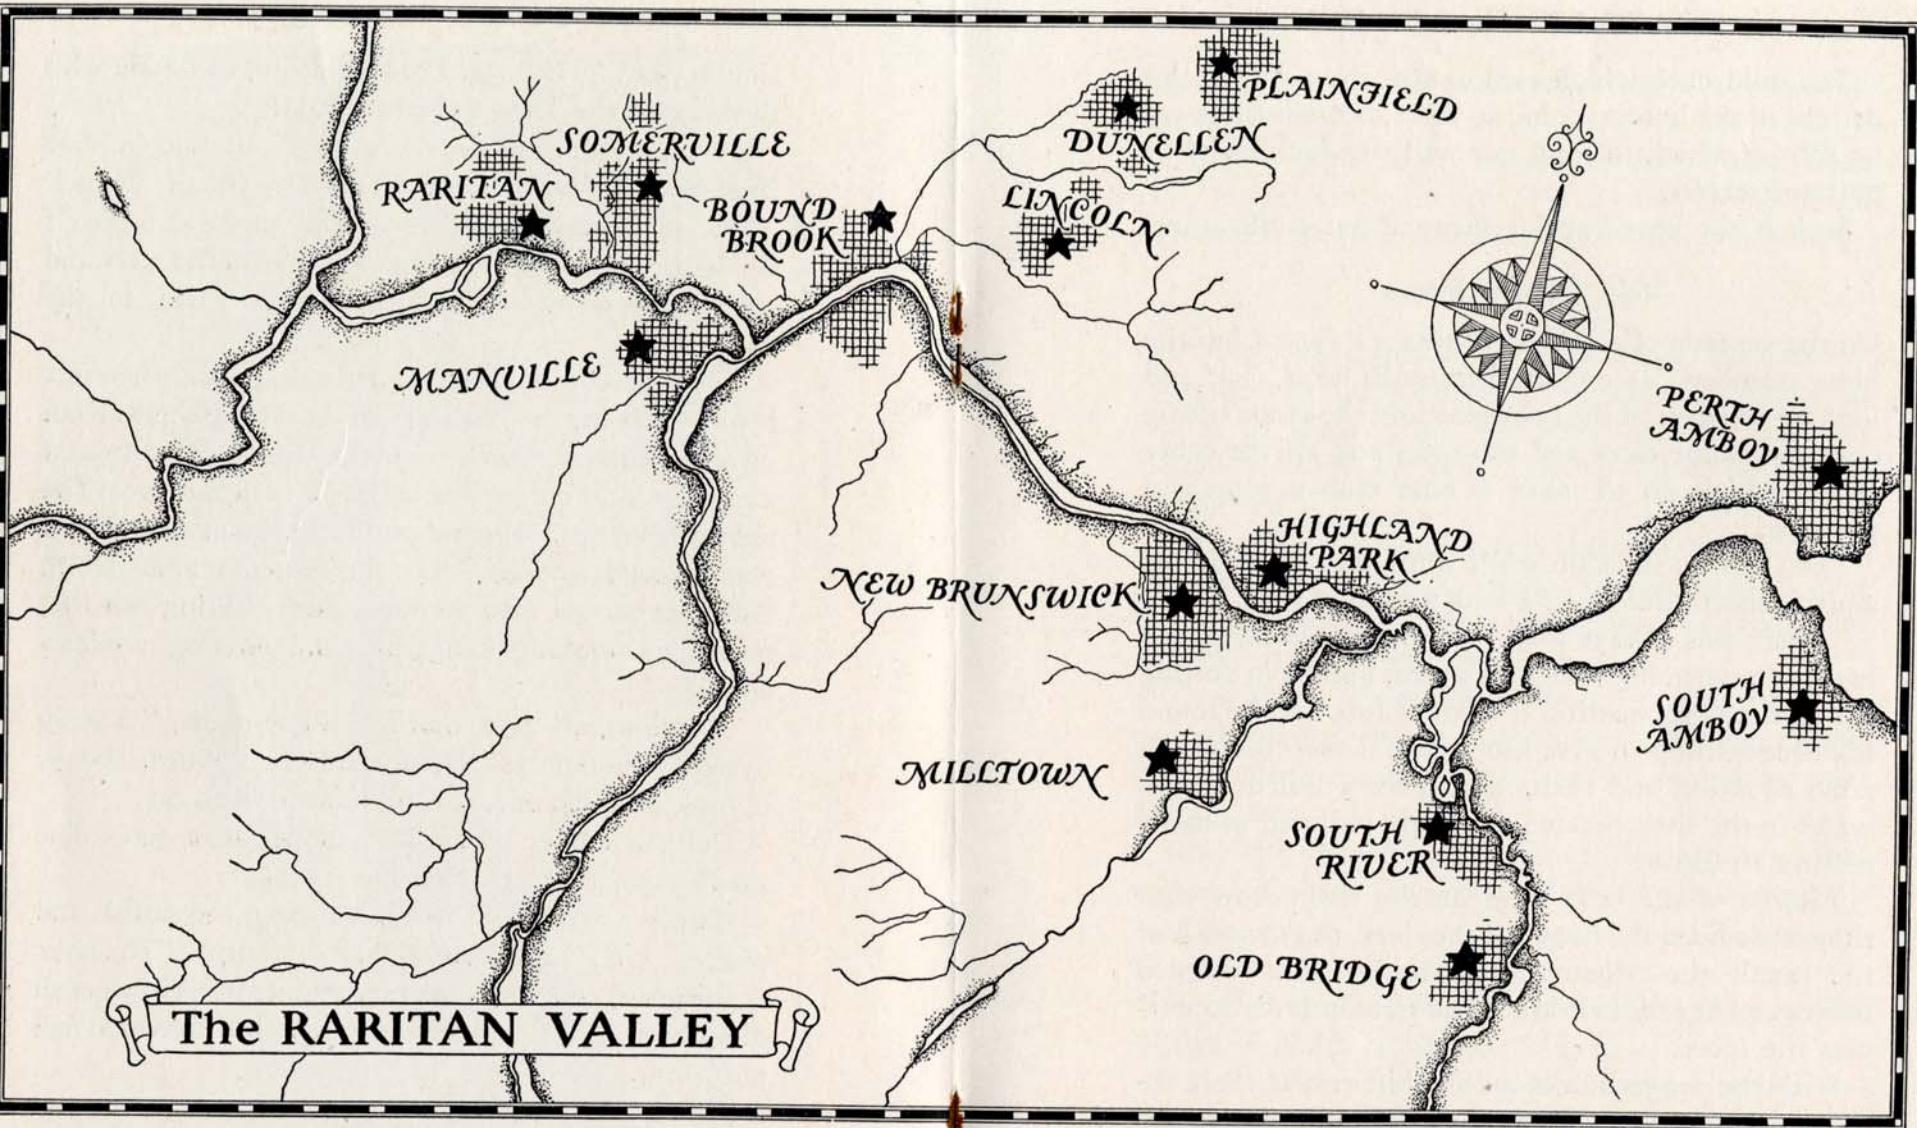 PLAINFIELD
DUNELLEN
SOMERVILLE
RARITAN
BOUND
BROOK
LINCOLN
MANVILLE
PERTH
AMBOY
HIGHLAND
PARK
NEW BRUNSWICK
SOUTH
AMBOY
MILLTOWN
SOUTH
RIVER
OLD BRIDGE
The RARITAN VALLEY